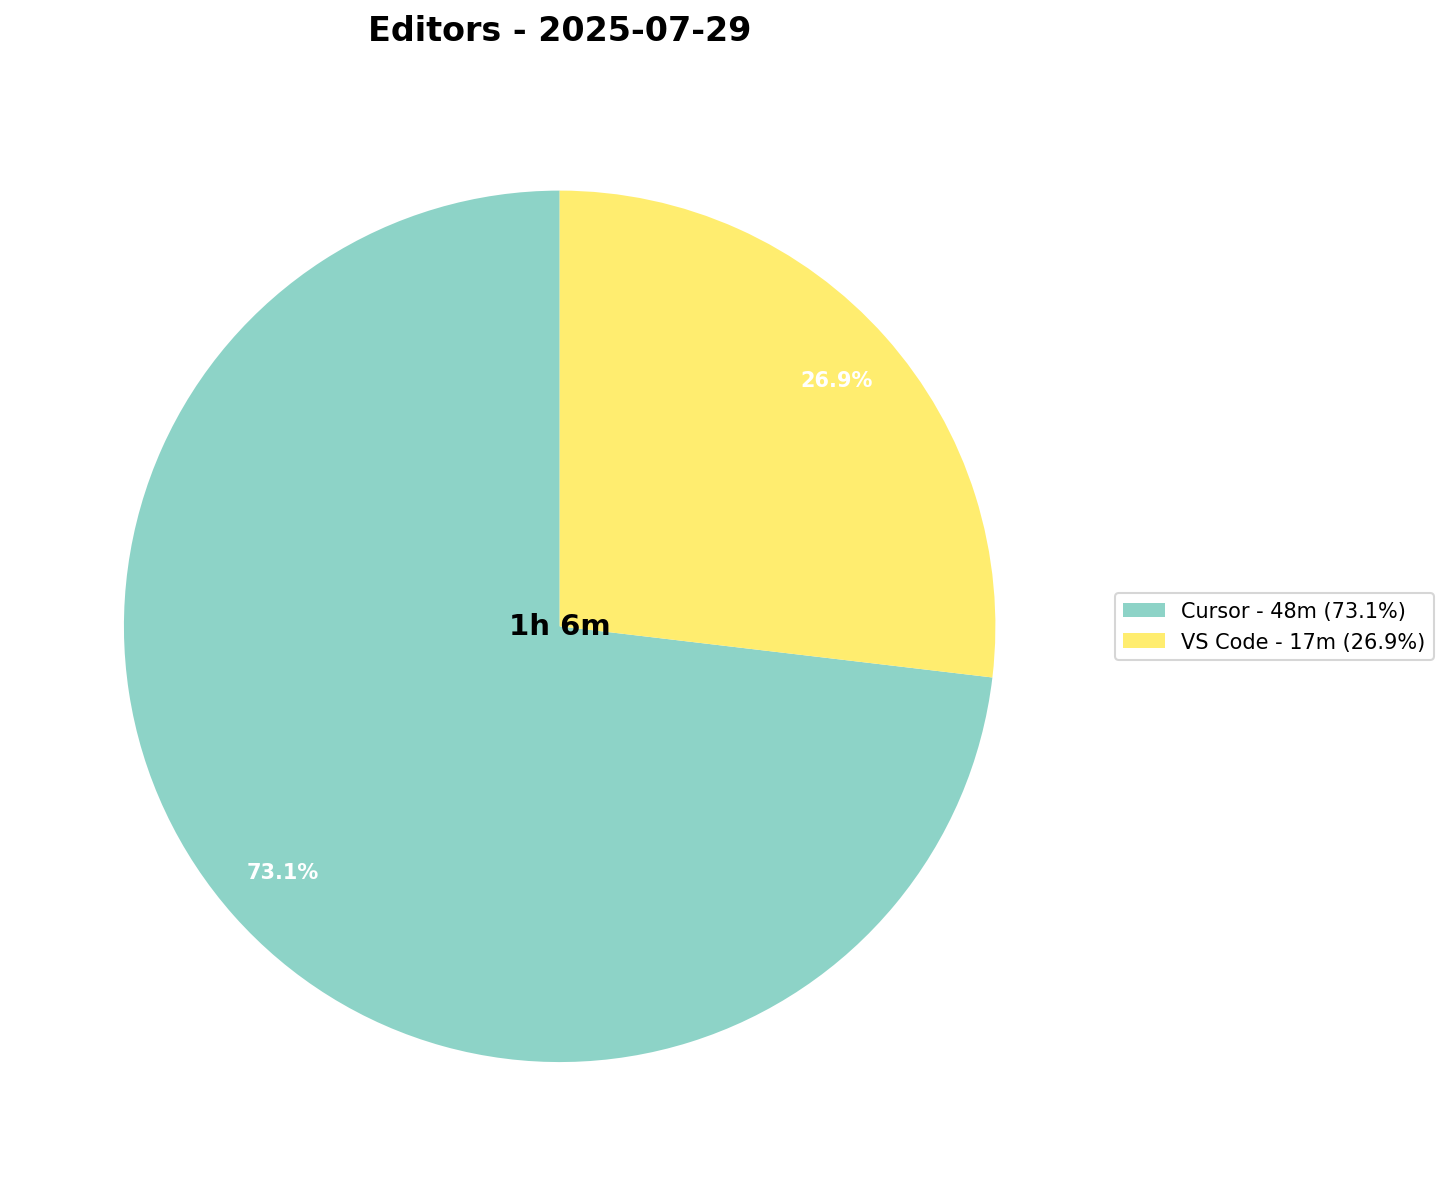 Editors - 2025-07-29
26.9%
1h 6m
Cursor - 48m (73.1%)
VS Code - 17m (26.9%)
73.1%